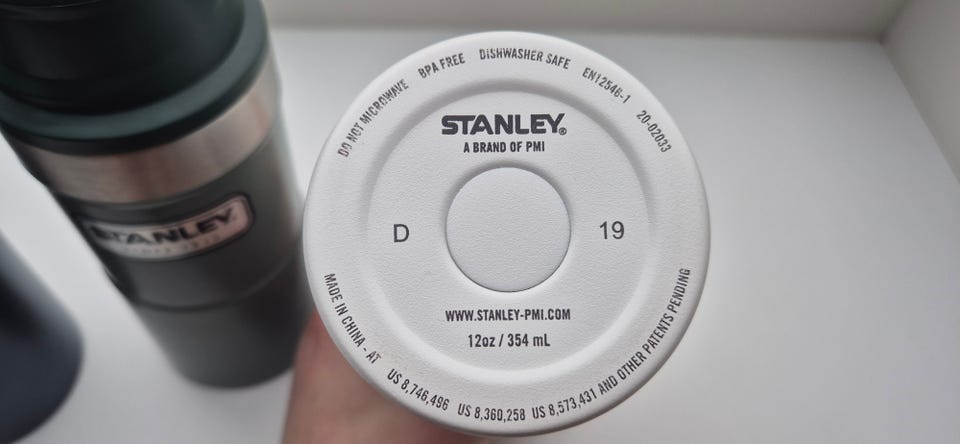 DO NOT MICROWAVE BPA FREE DISHWASHER SAFE EN12546-1 20-02033
STANLEY®
A BRAND OF PMI
D 19
WWW.STANLEY-PMI.COM
12oz / 354 mL
MADE IN CHINA - AT US 8,746,496 US 8,360,258 US 8,573,431 AND OTHER PATENTS PENDING
STANLEY